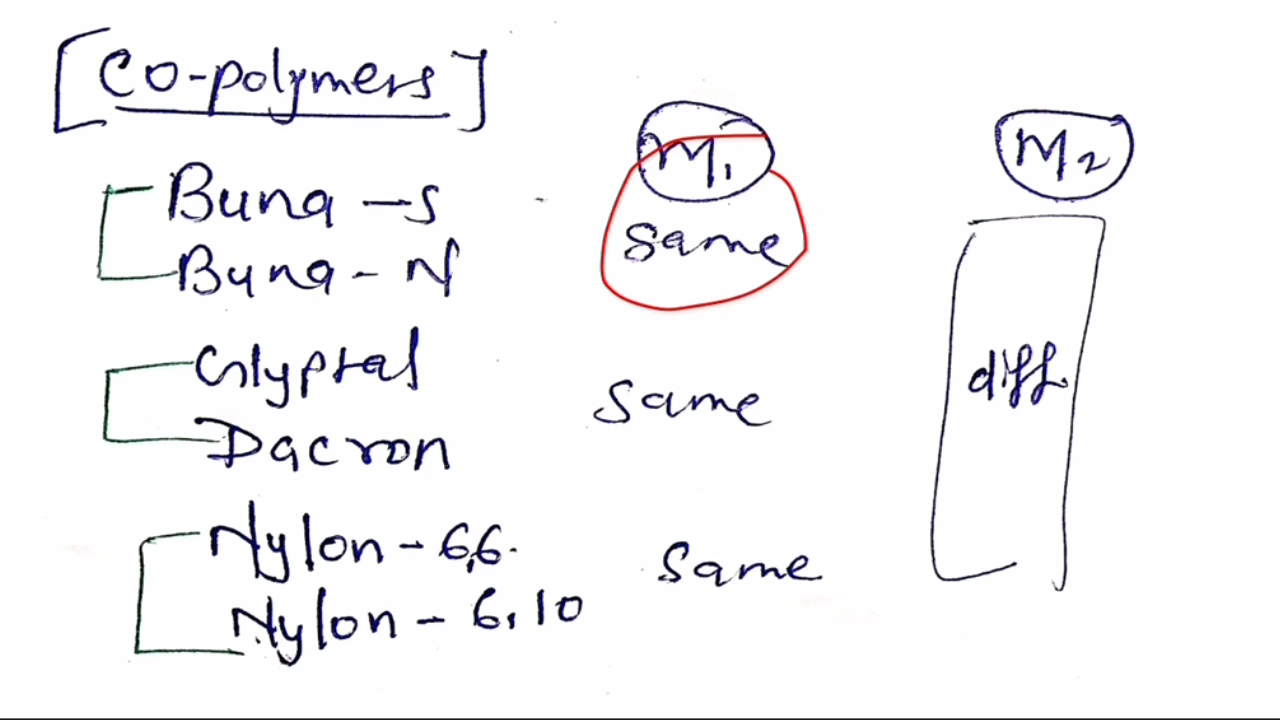 [Co-polymers]
M1 M2
Buna - S
same
Buna - N
Glyptal
same
diff
Dacron
Nylon - 6,6.
same
Nylon - 6,10